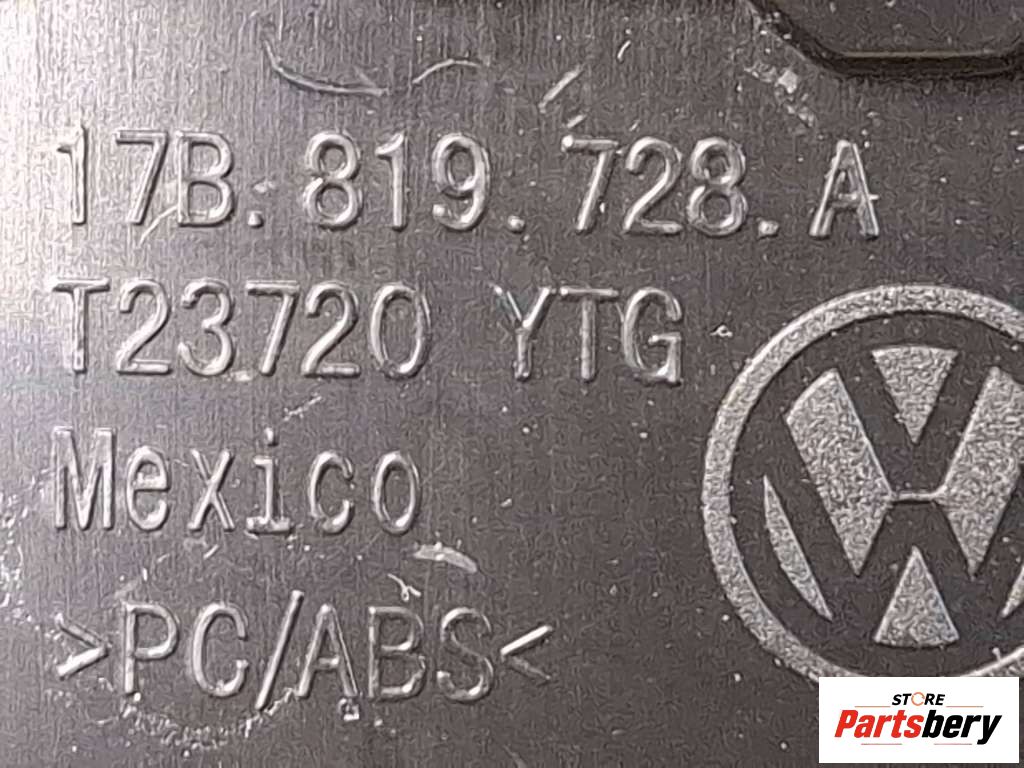 17B.819.728.A
T23720 YTG
Mexico
>PC/ABS<
STORE
Partsbery